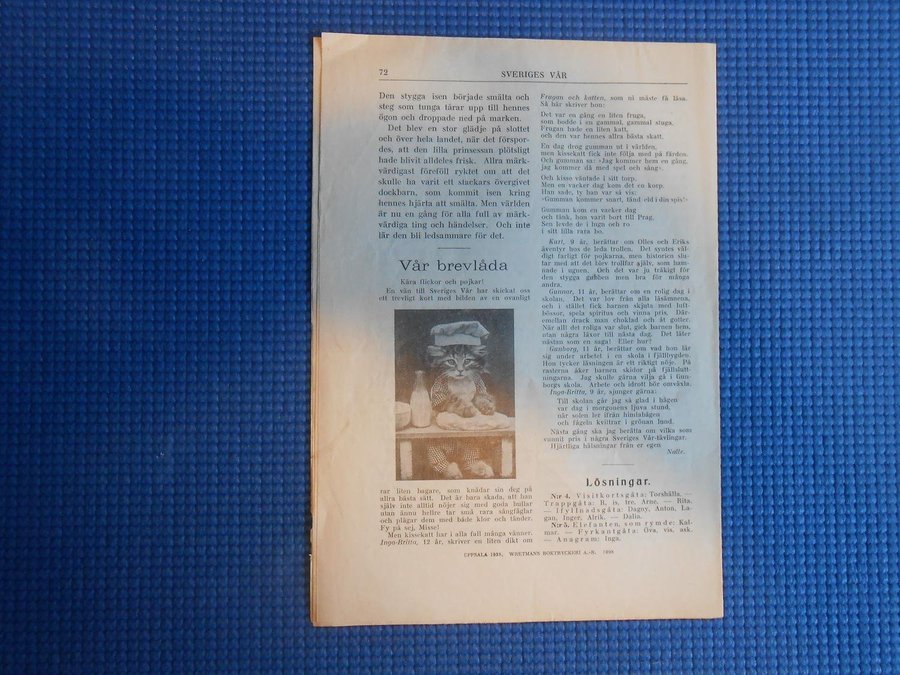 72
SVERIGES VÅR
Den stygga isen började smälta och
steg som tunga tårar upp till hennes
ögon och droppade ned på marken.
Det blev en stor glädje på slottet
och över hela landet, när det förspor-
des, att den lilla prinsessan plötsligt
hade blivit alldeles frisk. Allra märk-
värdigast föreföll ryktet om att det
skulle ha varit ett stackars övergivet
dockbarn, som kommit isen kring
hennes hjärta att smälta. Men världen
är nu en gång för alla full av märk-
värdiga ting och händelser. Och inte
lär den bli ledsammare för det.
Vår brevlåda
Kära flickor och pojkar!
En vän till Sveriges Vår har skickat oss
ett trevligt kort med bilden av en ovanligt
rar liten bagare, som knådar sin deg på
allra bästa sätt. Det är bara skada, att han
själv inte alltid nöjer sig med goda bullar
utan ännu hellre tar små rara sångfåglar
och plågar dem med både klor och tänder.
Fy på sej, Misse!
Men kissekatt har i alla fall många vänner.
Inga-Britta, 12 år, skriver en liten dikt om
Frugan och katten, som ni måste få läsa.
Så här skriver hon:
Det var en gång en liten fruga,
som bodde i en gammal, gammal stuga.
Frugan hade en liten katt,
och den var hennes allra bästa skatt.
En dag drog gumman ut i världen,
men kissekatt fick inte följa med på färden.
Och gumman sa: »Jag kommer hem en gång,
jag kommer då med spel och sång».
Och kisse väntade i sitt torp.
Men en vacker dag kom det en korp.
Han sade, ty han var så vis:
»Gumman kommer snart, tänd eld i din spis!»
Gumman kom en vacker dag
och tänk, hon varit bort till Prag.
Sen levde de i lugn och ro
i sitt lilla rara bo.
Kurt, 9 år, berättar om Olles och Eriks
äventyr hos de leda trollen. Det syntes väl-
digt farligt för pojkarna, men historien slu-
tar med att det blev trollfar själv, som ham-
nade i ugnen. Och det var ju tråkigt för
den stygga gubben men bra för många
andra.
Gunnar, 11 år, berättar om en rolig dag i
skolan. Det var lov från alla läsämnena,
och i stället fick barnen skjuta med luft-
bössor, spela spiritus och vinna pris. Där-
emellan drack man choklad och åt godter.
När allt det roliga var slut, gick barnen hem,
utan några läxor till nästa dag. Det låter
nästan som en saga! Eller hur?
Gunborg, 11 år, berättar om vad hon lär
sig under arbetet i en skola i fjällbygden.
Hon tycker läsningen är ett riktigt nöje. På
rasterna åker barnen skidor på fjällslutt-
ningarna. Jag skulle gärna vilja gå i Gun-
borgs skola. Arbete och idrott bör omväxla.
Inga-Britta, 9 år, sjunger gärna:
Till skolan går jag så glad i hågen
var dag i morgonens ljuva stund,
när solen ler ifrån himlabågen
och fågeln kvittrar i grönan lund.
Nästa gång ska jag berätta om vilka som
vunnit pris i några Sveriges Vår-tävlingar.
Hjärtliga hälsningar från er egen
Nalle.
Lösningar.
N:r 4. Visitkortsgåta: Torshälla. —
Trappgåta: R, is, tre, Arne. — Rita.
— Ifyllnadsgåta: Dagny, Anton, La-
gan, Inger, Alrik. — Dalia.
N:r 5. Elefanten, som rymde: Kal-
mar. — Fyrkantgåta: Ova, vis, ask.
— Anagram: Inga.
UPPSALA 1938. WRETMANS BOKTRYCKERI A.-B.